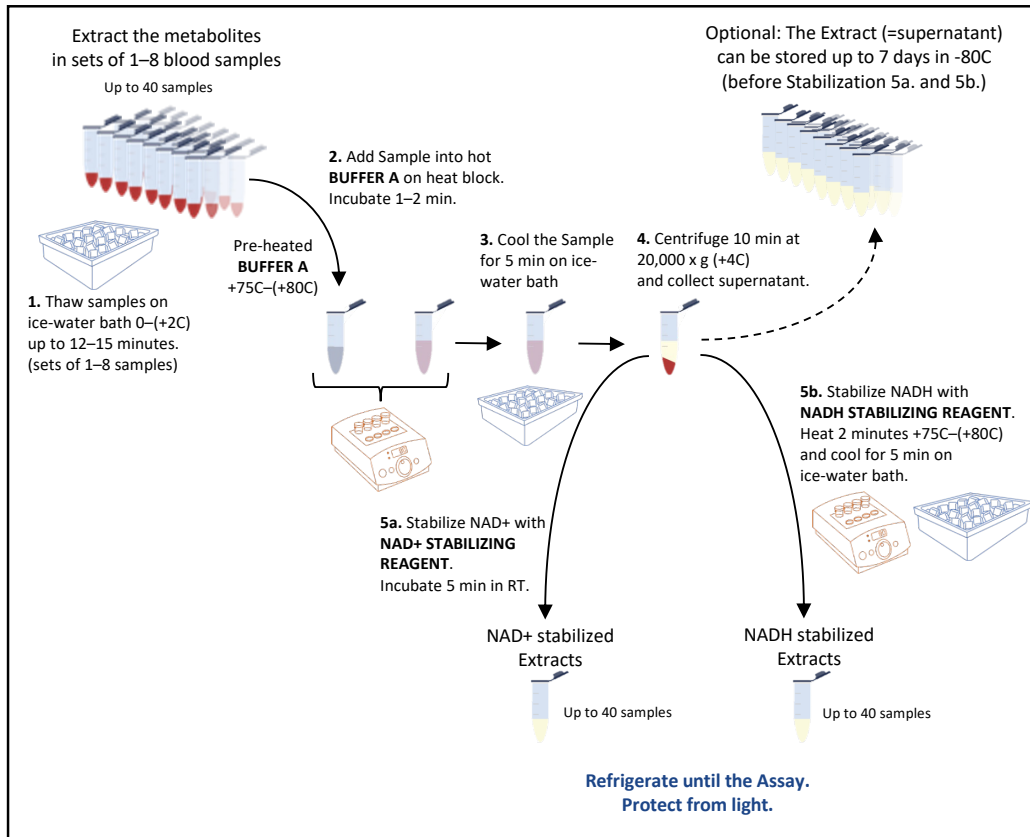 Extract the metabolites
in sets of 1–8 blood samples
Up to 40 samples
Optional: The Extract (=supernatant)
can be stored up to 7 days in -80C
(before Stabilization 5a. and 5b.)
1. Thaw samples on
ice-water bath 0–(+2C)
up to 12–15 minutes.
(sets of 1–8 samples)
Pre-heated
BUFFER A
+75C–(+80C)
2. Add Sample into hot
BUFFER A on heat block.
Incubate 1–2 min.
3. Cool the Sample
for 5 min on ice-
water bath
4. Centrifuge 10 min at
20,000 x g (+4C)
and collect supernatant.
5a. Stabilize NAD+ with
NAD+ STABILIZING
REAGENT.
Incubate 5 min in RT.
5b. Stabilize NADH with
NADH STABILIZING REAGENT.
Heat 2 minutes +75C–(+80C)
and cool for 5 min on
ice-water bath.
NAD+ stabilized
Extracts
Up to 40 samples
NADH stabilized
Extracts
Up to 40 samples
Refrigerate until the Assay.
Protect from light.